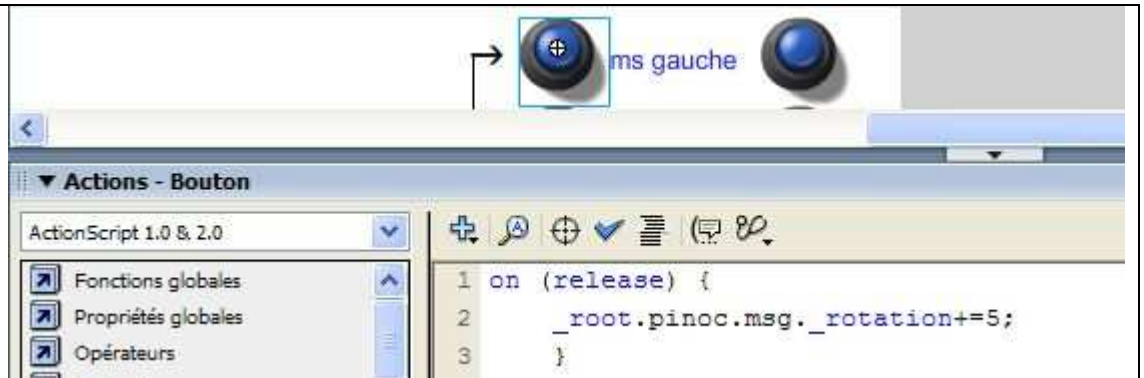 ms gauche
Actions - Bouton
ActionScript 1.0 & 2.0
Fonctions globales
Propriétés globales
Opérateurs
1 on (release) {
2 _root.pinoc.msg._rotation+=5;
3 }